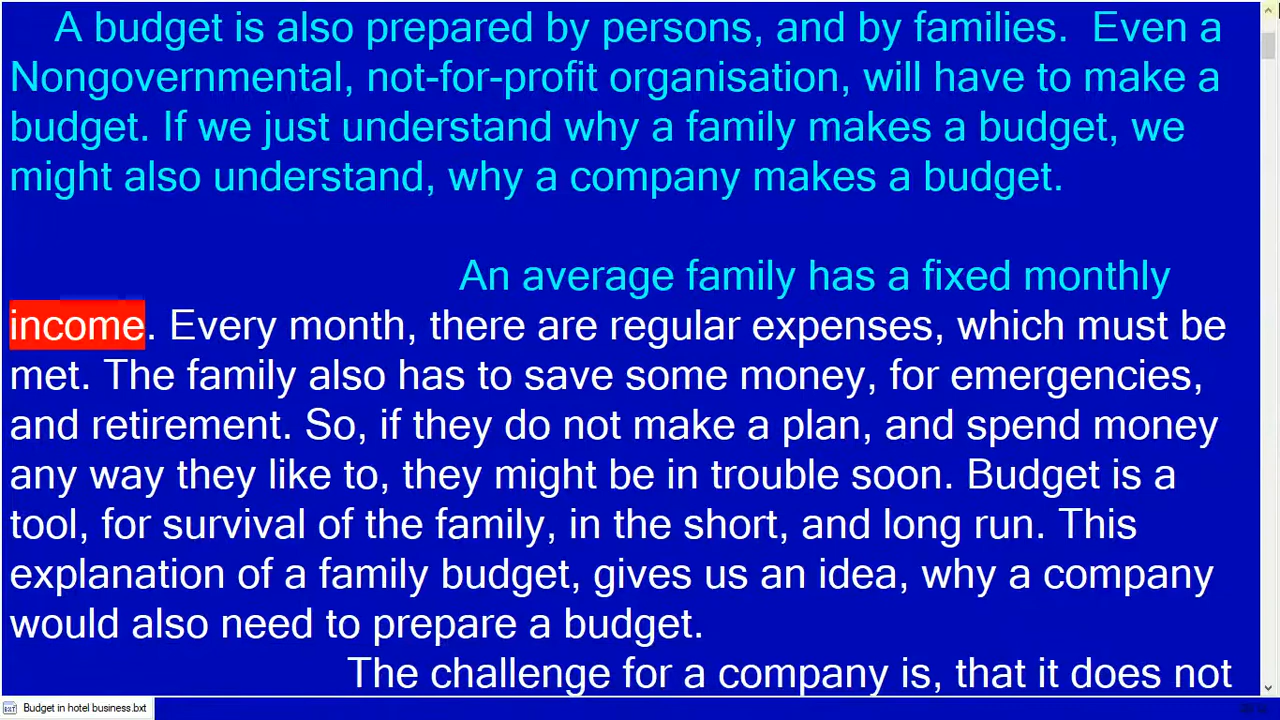 A budget is also prepared by persons, and by families.  Even a
Nongovernmental, not-for-profit organisation, will have to make a
budget. If we just understand why a family makes a budget, we
might also understand, why a company makes a budget.
An average family has a fixed monthly
income. Every month, there are regular expenses, which must be
met. The family also has to save some money, for emergencies,
and retirement. So, if they do not make a plan, and spend money
any way they like to, they might be in trouble soon. Budget is a
tool, for survival of the family, in the short, and long run. This
explanation of a family budget, gives us an idea, why a company
would also need to prepare a budget.
The challenge for a company is, that it does not
Budget in hotel business.bxt